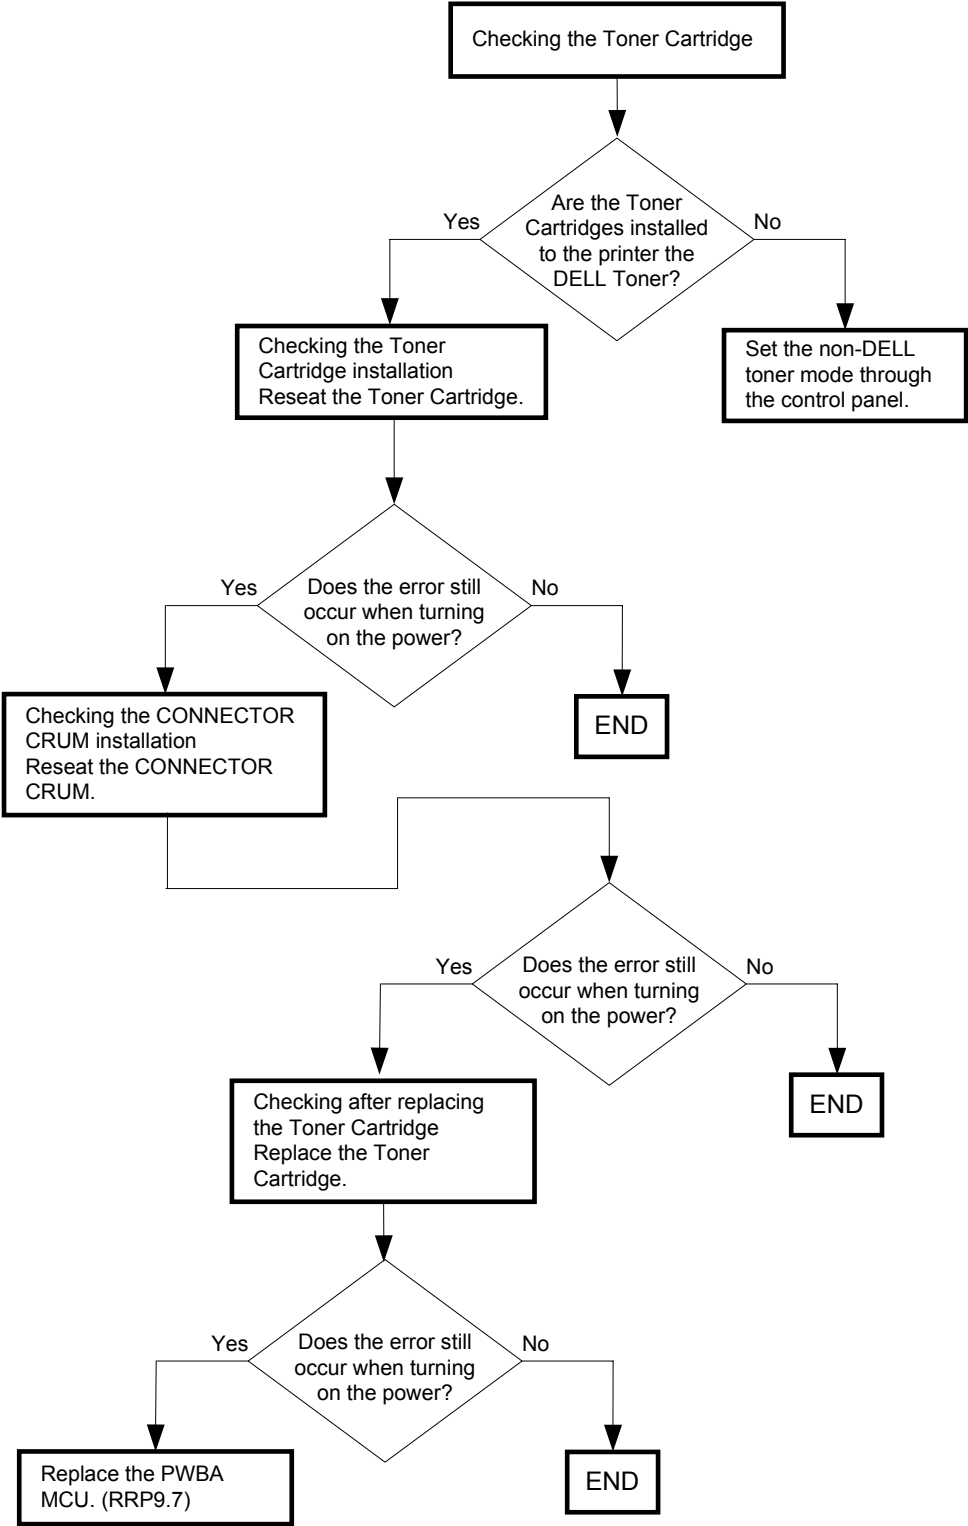 Checking the Toner Cartridge
Are the Toner
Cartridges installed
to the printer the
DELL Toner?
Yes
No
Checking the Toner
Cartridge installation
Reseat the Toner Cartridge.
Set the non-DELL
toner mode through
the control panel.
Does the error still
occur when turning
on the power?
Yes
No
Checking the CONNECTOR
CRUM installation
Reseat the CONNECTOR
CRUM.
END
Does the error still
occur when turning
on the power?
Yes
No
Checking after replacing
the Toner Cartridge
Replace the Toner
Cartridge.
END
Does the error still
occur when turning
on the power?
Yes
No
Replace the PWBA
MCU. (RRP9.7)
END